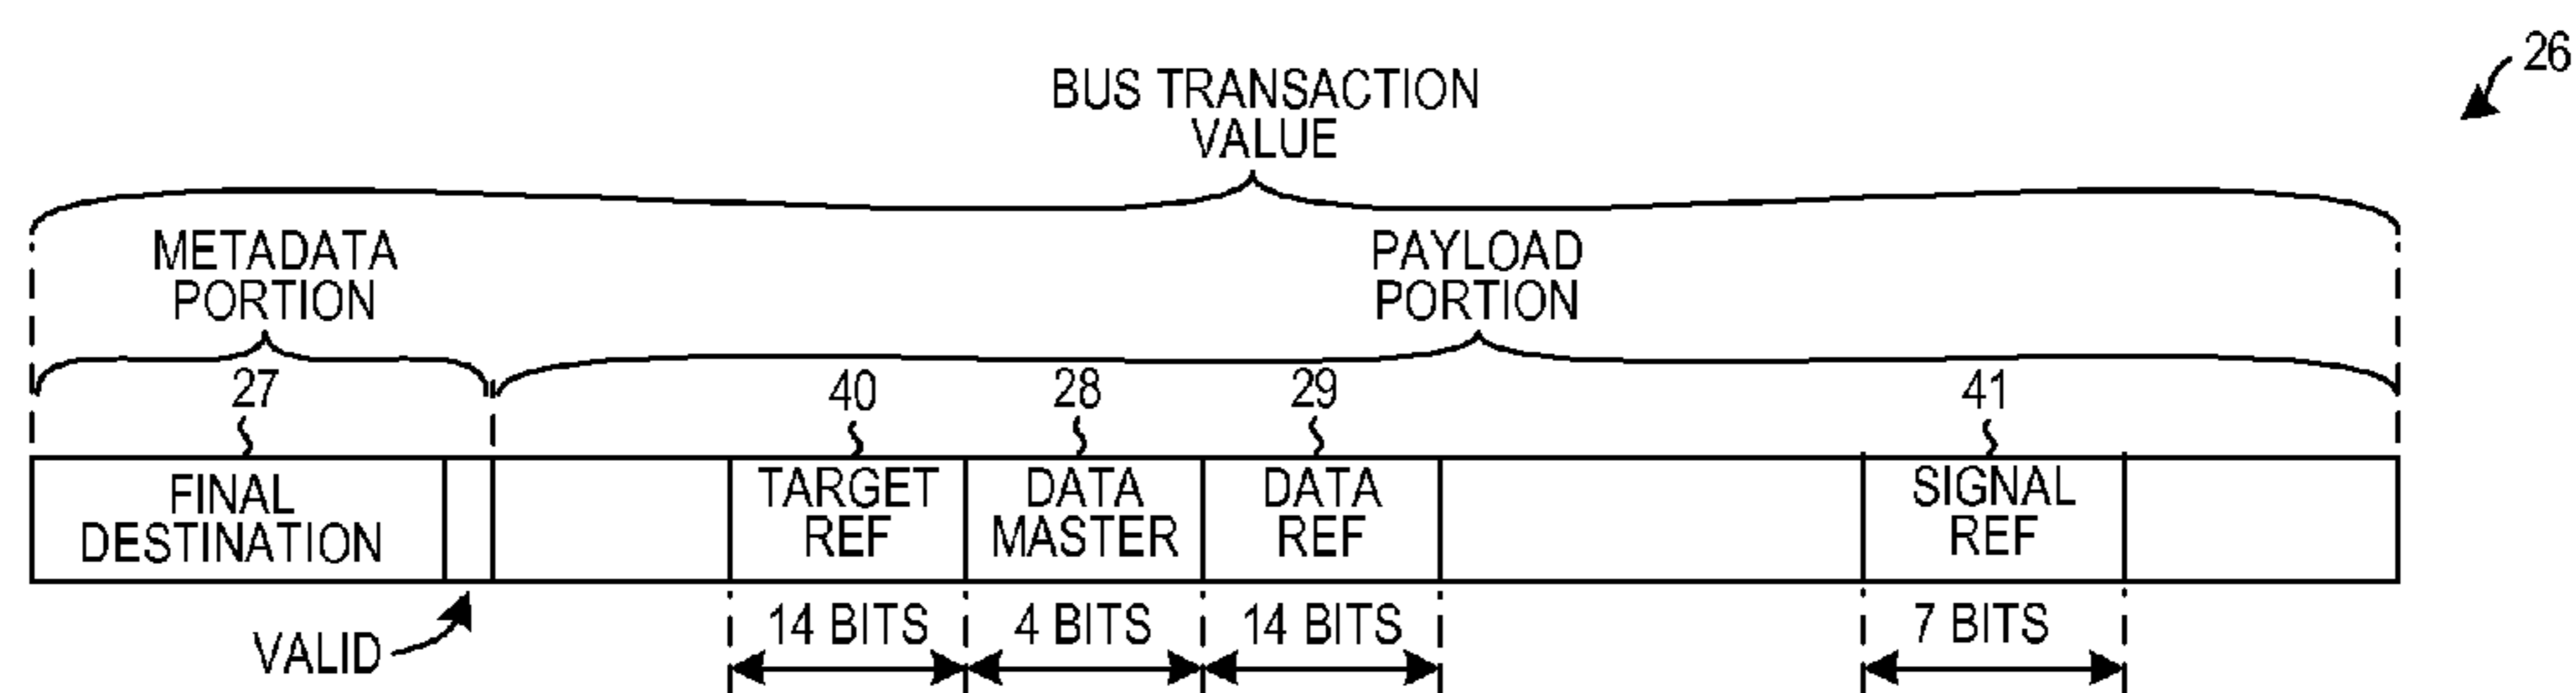 26
BUS TRANSACTION
VALUE
METADATA
PORTION
PAYLOAD
PORTION
27
40
28
29
41
FINAL
DESTINATION
TARGET
REF
DATA
MASTER
DATA
REF
SIGNAL
REF
VALID
14 BITS
4 BITS
14 BITS
7 BITS